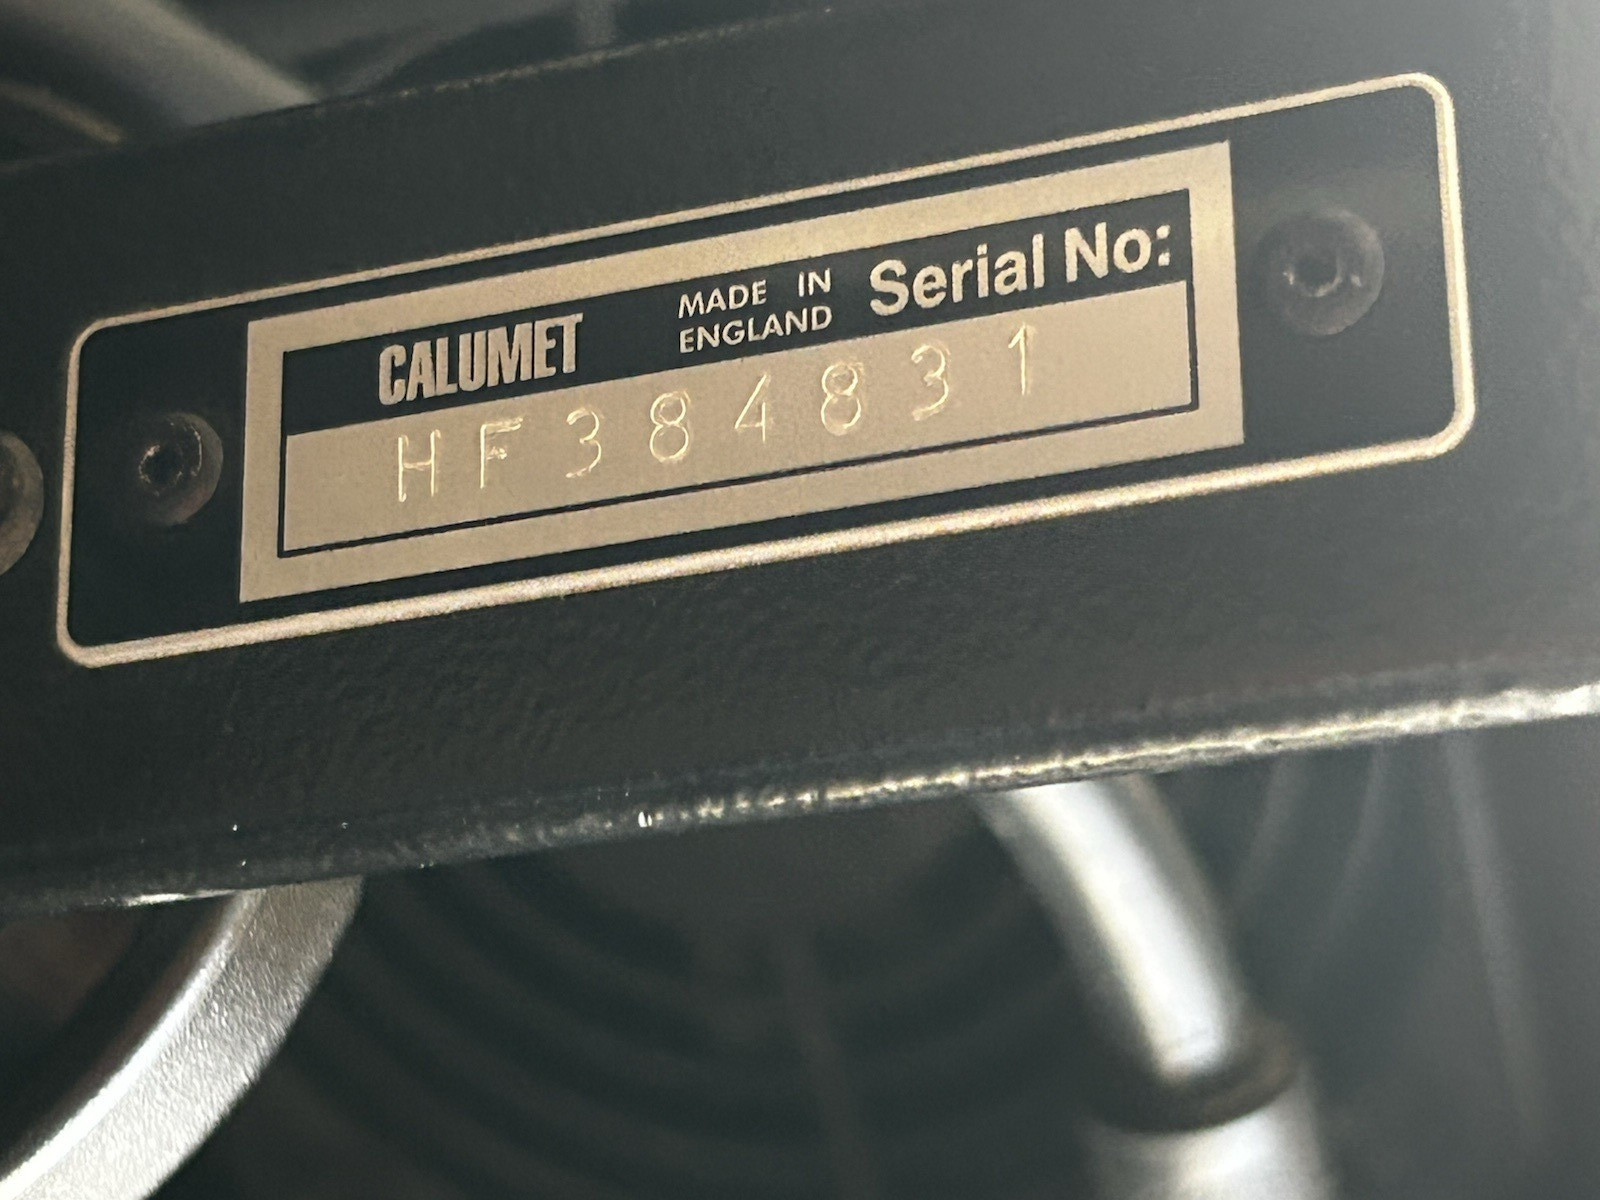 CALUMET
MADE IN
ENGLAND
Serial No:
HF384831